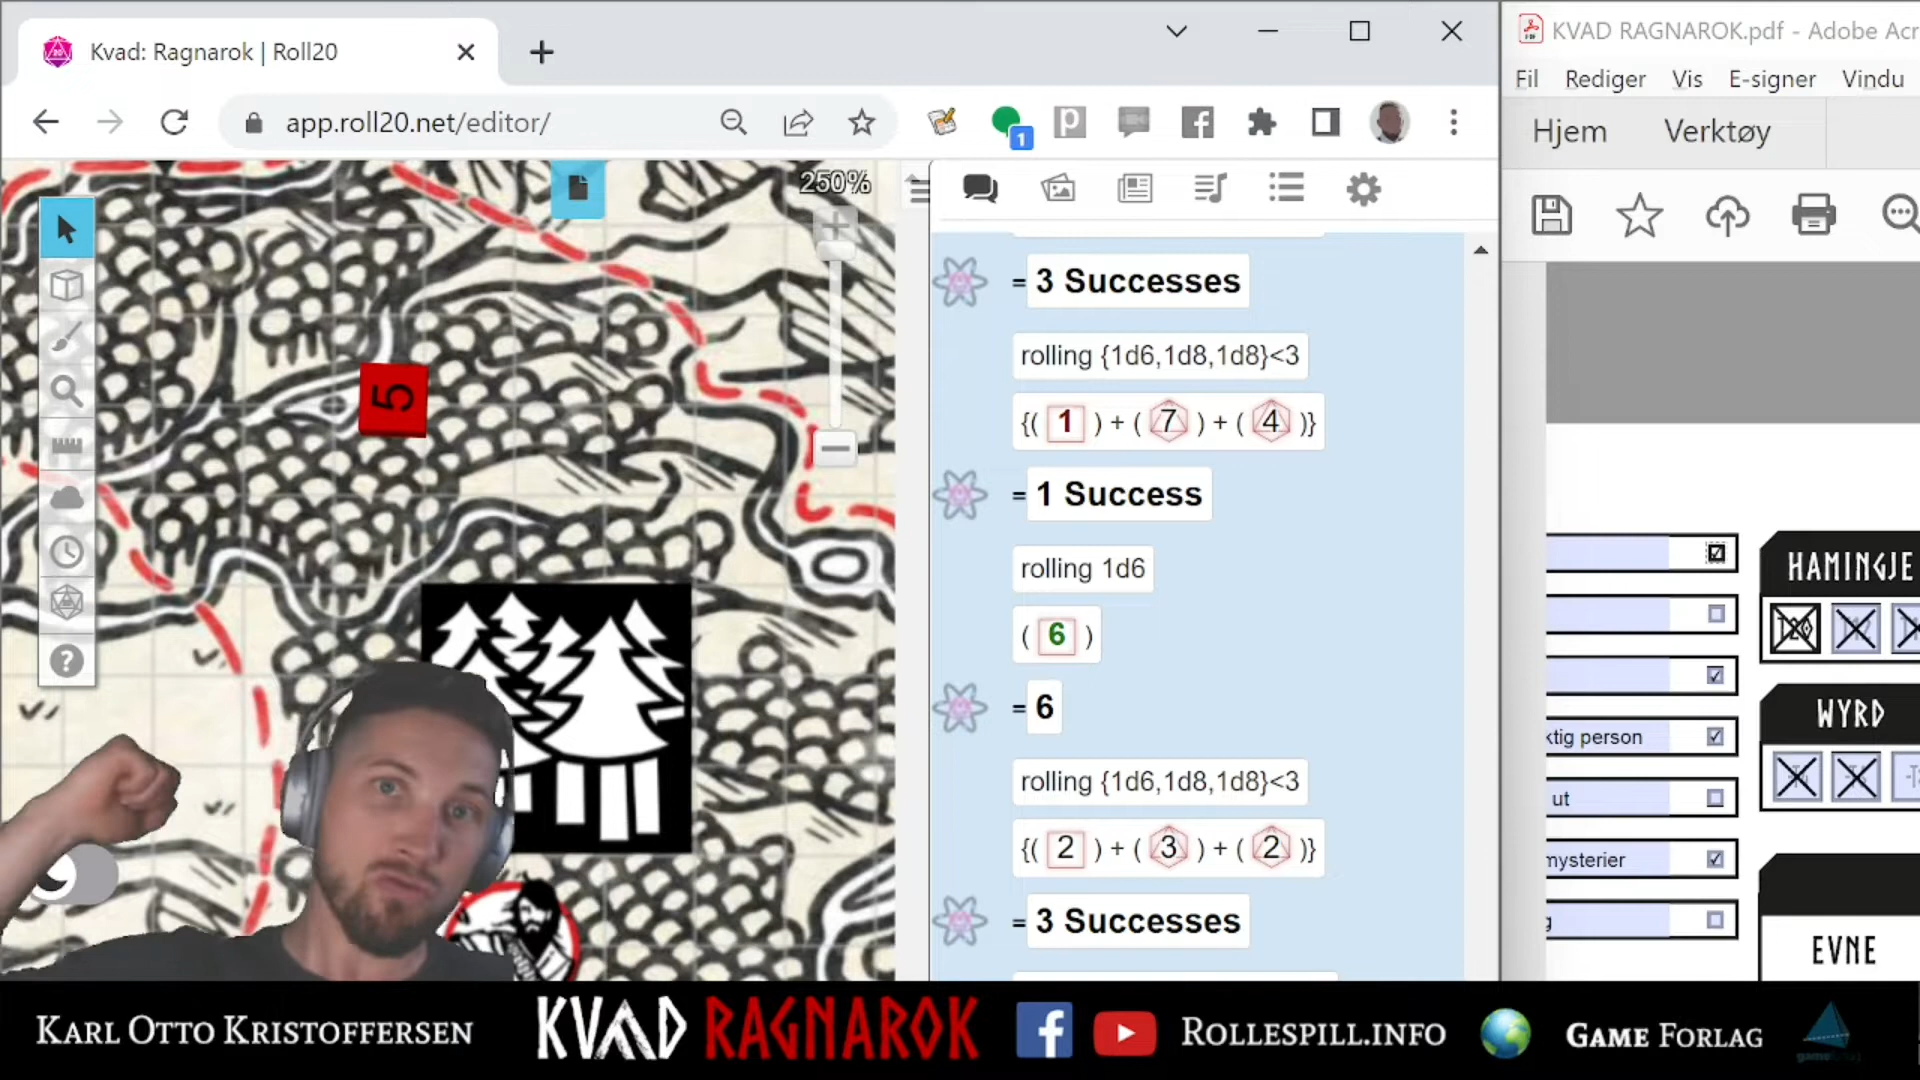 Kvad: Ragnarok | Roll20
KVAD RAGNAROK.pdf - Adobe Acr
Fil Rediger Vis E-signer Vindu
app.roll20.net/editor/
1
Hjem Verktøy
250%
= 3 Successes
rolling {1d6,1d8,1d8}<3
{( 1 ) + ( 7 ) + ( 4 )}
5
= 1 Success
rolling 1d6
( 6 )
= 6
rolling {1d6,1d8,1d8}<3
{( 2 ) + ( 3 ) + ( 2 )}
= 3 Successes
HAMINGJE
WYRD
ktig person
ut
mysterier
g
EVNE
KARL OTTO KRISTOFFERSEN
KVAD RAGNAROK
ROLLESPILL.INFO
GAME FORLAG